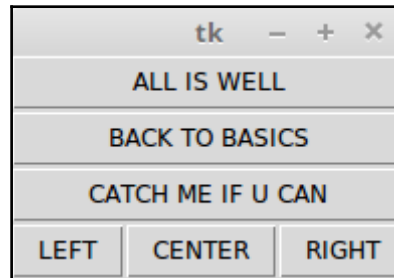 tk
ALL IS WELL
BACK TO BASICS
CATCH ME IF U CAN
LEFT CENTER RIGHT